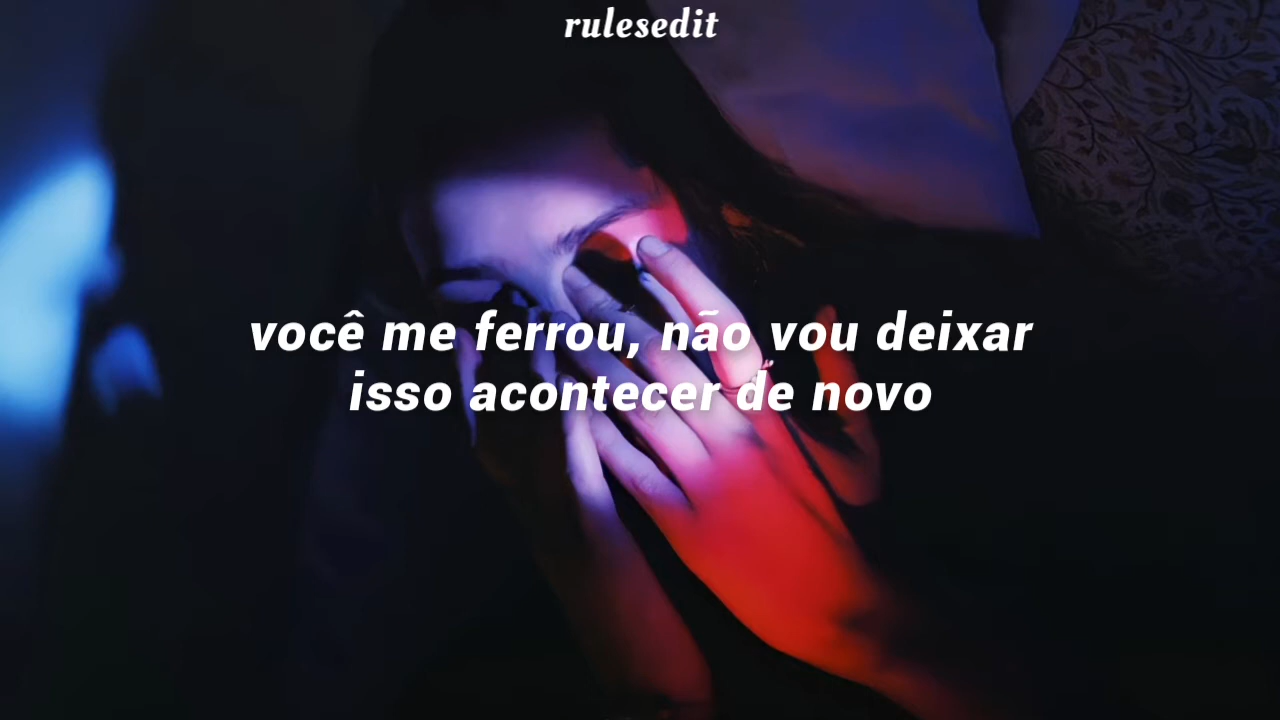 rulesedit
você me ferrou, não vou deixar
isso acontecer de novo